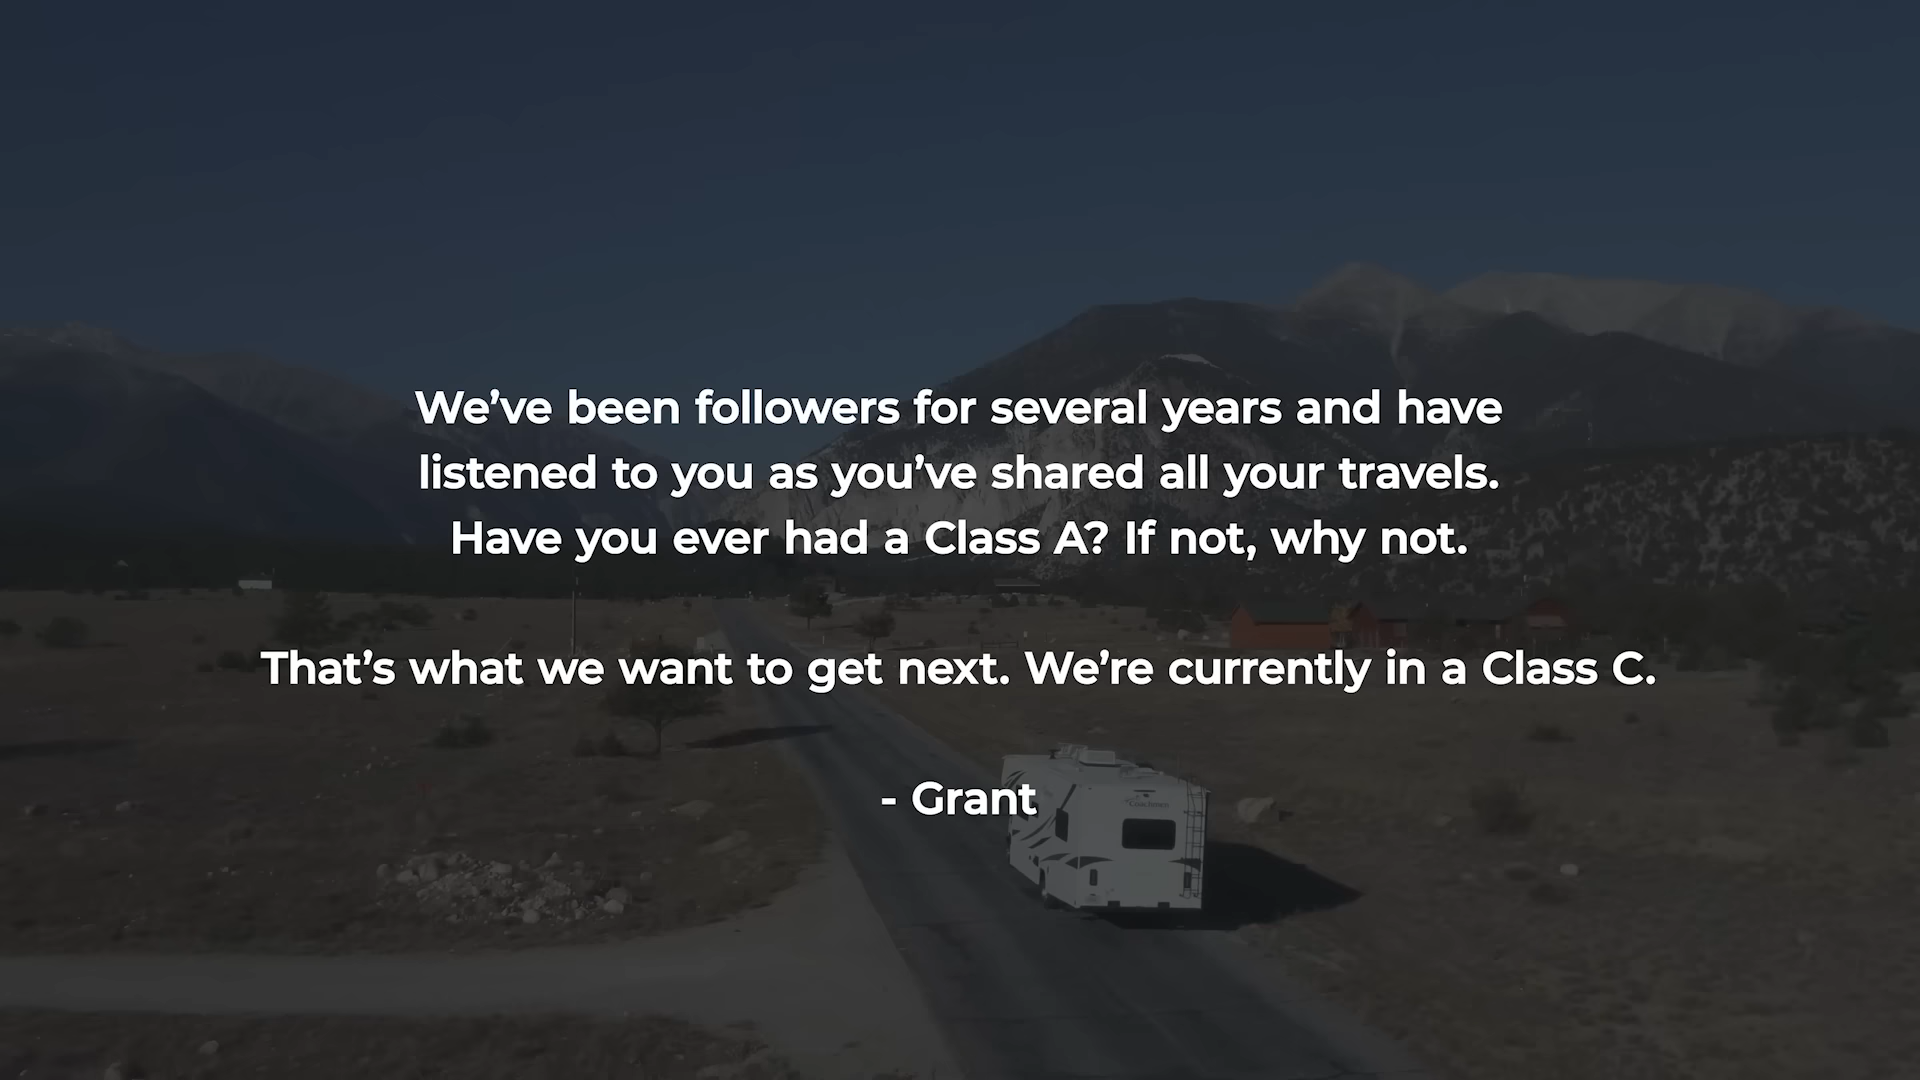 We’ve been followers for several years and have
listened to you as you’ve shared all your travels.
Have you ever had a Class A? If not, why not.
That’s what we want to get next. We’re currently in a Class C.
- Grant